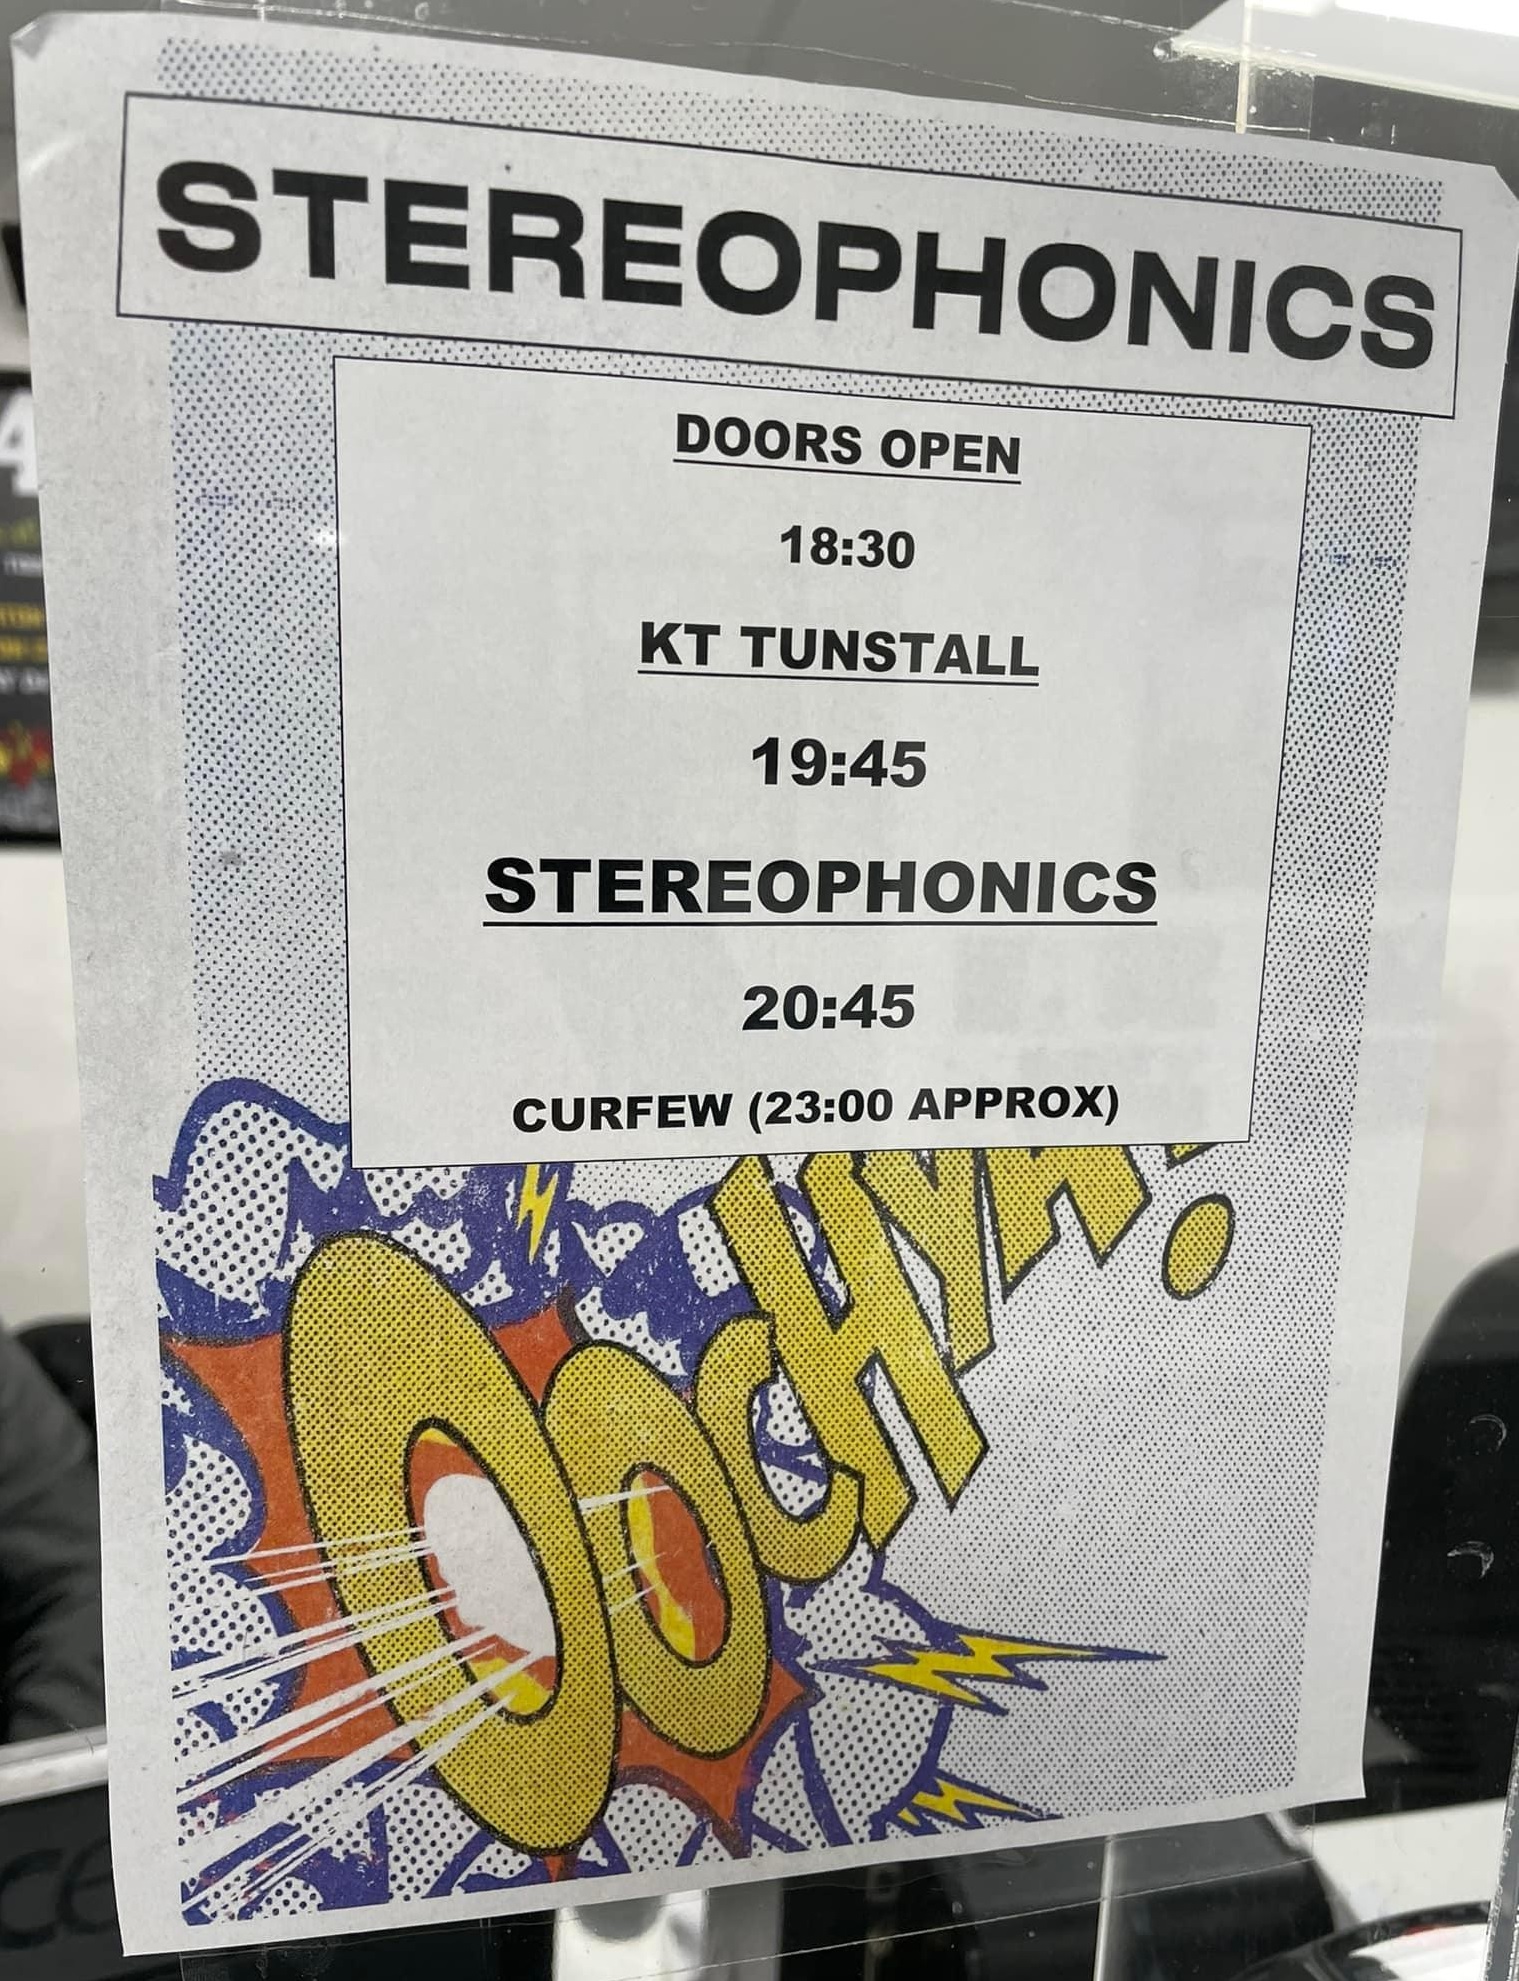 STEREOPHONICS
DOORS OPEN
18:30
KT TUNSTALL
19:45
STEREOPHONICS
20:45
CURFEW (23:00 APPROX)
OOCHYA!